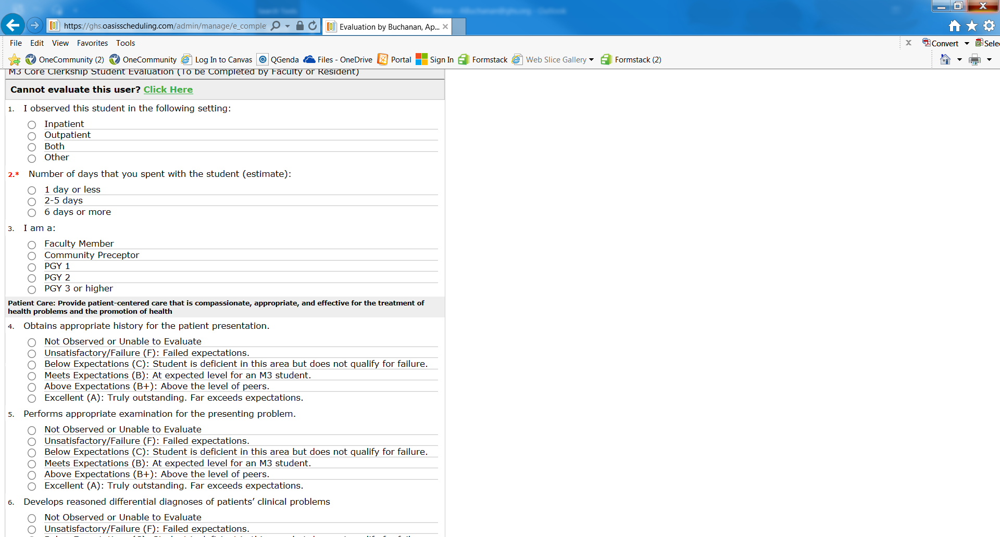 https://ghs.oasisscheduling.com/admin/manage/e_comple
Evaluation by Buchanan, Ap...
File Edit View Favorites Tools
X Convert Sele
OneCommunity (2) OneCommunity Log In to Canvas QGenda Files - OneDrive Portal Sign In Formstack Web Slice Gallery Formstack (2)
M3 Core Clerkship Student Evaluation (To be Completed by Faculty or Resident)
Cannot evaluate this user? Click Here
1. I observed this student in the following setting:
Inpatient
Outpatient
Both
Other
2.* Number of days that you spent with the student (estimate):
1 day or less
2-5 days
6 days or more
3. I am a:
Faculty Member
Community Preceptor
PGY 1
PGY 2
PGY 3 or higher
Patient Care: Provide patient-centered care that is compassionate, appropriate, and effective for the treatment of
health problems and the promotion of health
4. Obtains appropriate history for the patient presentation.
Not Observed or Unable to Evaluate
Unsatisfactory/Failure (F): Failed expectations.
Below Expectations (C): Student is deficient in this area but does not qualify for failure.
Meets Expectations (B): At expected level for an M3 student.
Above Expectations (B+): Above the level of peers.
Excellent (A): Truly outstanding. Far exceeds expectations.
5. Performs appropriate examination for the presenting problem.
Not Observed or Unable to Evaluate
Unsatisfactory/Failure (F): Failed expectations.
Below Expectations (C): Student is deficient in this area but does not qualify for failure.
Meets Expectations (B): At expected level for an M3 student.
Above Expectations (B+): Above the level of peers.
Excellent (A): Truly outstanding. Far exceeds expectations.
6. Develops reasoned differential diagnoses of patients’ clinical problems
Not Observed or Unable to Evaluate
Unsatisfactory/Failure (F): Failed expectations.